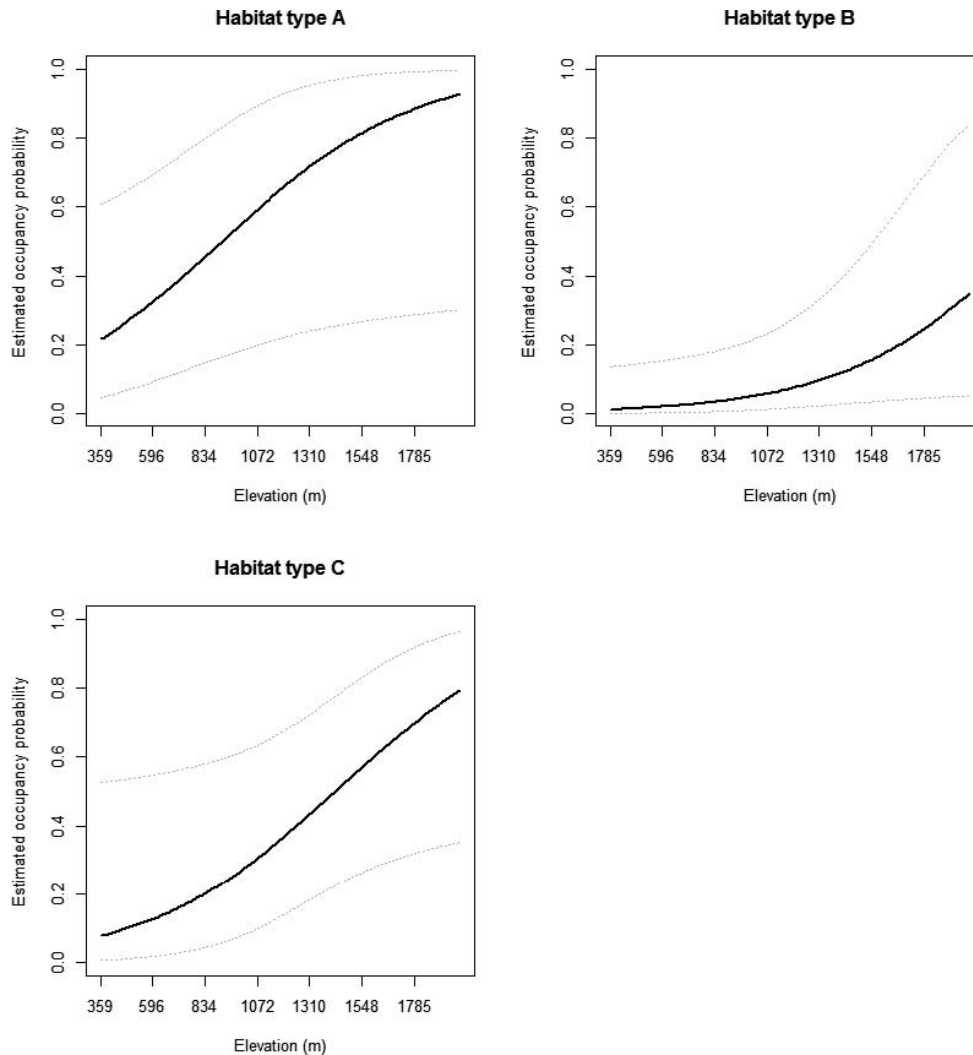 Habitat type A
Estimated occupancy probability
1.0
0.8
0.6
0.4
0.2
0.0
359 596 834 1072 1310 1548 1785
Elevation (m)
Habitat type B
Estimated occupancy probability
1.0
0.8
0.6
0.4
0.2
0.0
359 596 834 1072 1310 1548 1785
Elevation (m)
Habitat type C
Estimated occupancy probability
1.0
0.8
0.6
0.4
0.2
0.0
359 596 834 1072 1310 1548 1785
Elevation (m)